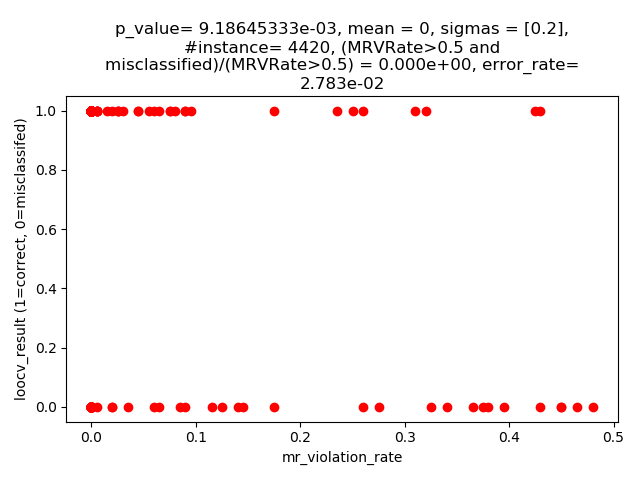 p_value= 9.18645333e-03, mean = 0, sigmas = [0.2],
#instance= 4420, (MRVRate>0.5 and
misclassified)/(MRVRate>0.5) = 0.000e+00, error_rate=
2.783e-02
loocv_result (1=correct, 0=misclassifed)
1.0
0.8
0.6
0.4
0.2
0.0
0.0 0.1 0.2 0.3 0.4 0.5
mr_violation_rate